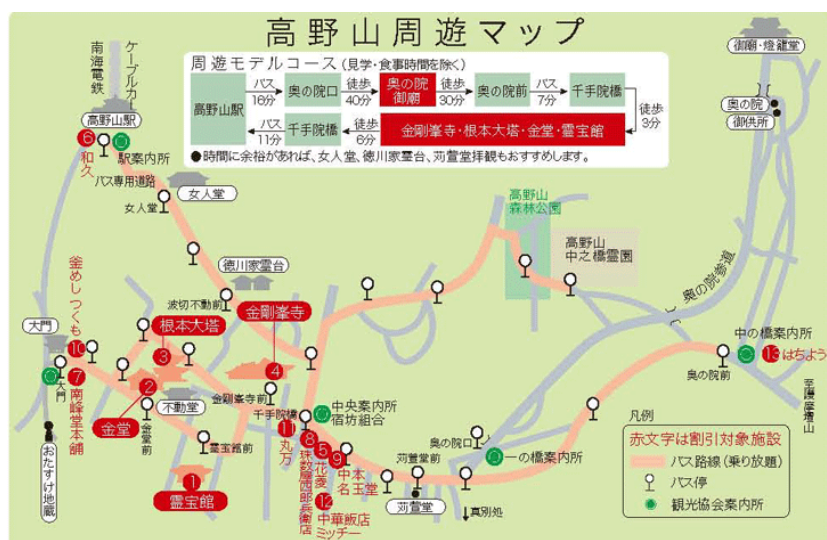 高野山周遊マップ
周遊モデルコース(見学・食事時間を除く)
高野山駅
バス
16分
奥の院口
徒歩
40分
奥の院
御廟
徒歩
30分
奥の院前
バス
7分
千手院橋
徒歩
3分
金剛峯寺・根本大塔・金堂・霊宝館
徒歩
6分
千手院橋
バス
11分
●時間に余裕があれば、女人堂、徳川家霊台、苅萱堂拝観もおすすめします。
南海電鉄
ケーブルカー
高野山駅
6
和久
駅案内所
バス専用道路
女人堂
女人堂
徳川家霊台
波切不動前
御廟・燈籠堂
奥の院
御供所
高野山
森林公園
高野山
中之橋霊園
奥の院参道
釜めし つくも
10
大門
大門
7
南峰堂本舗
おたすけ地蔵
根本大塔
3
2
金堂
金堂前
不動堂
金剛峯寺
4
金剛峯寺前
霊宝館前
1
霊宝館
千手院橋
中央案内所
宿坊組合
11
丸万
8
珠数屋四郎兵衛店
5
花菱
9
中本
名玉堂
12
中華飯店
ミッチー
苅萱堂前
苅萱堂
奥の院口
一の橋案内所
↓真別処
中の橋案内所
13
はちよう
奥の院前
至護摩壇山
凡例
赤文字は割引対象施設
バス路線(乗り放題)
バス停
観光協会案内所